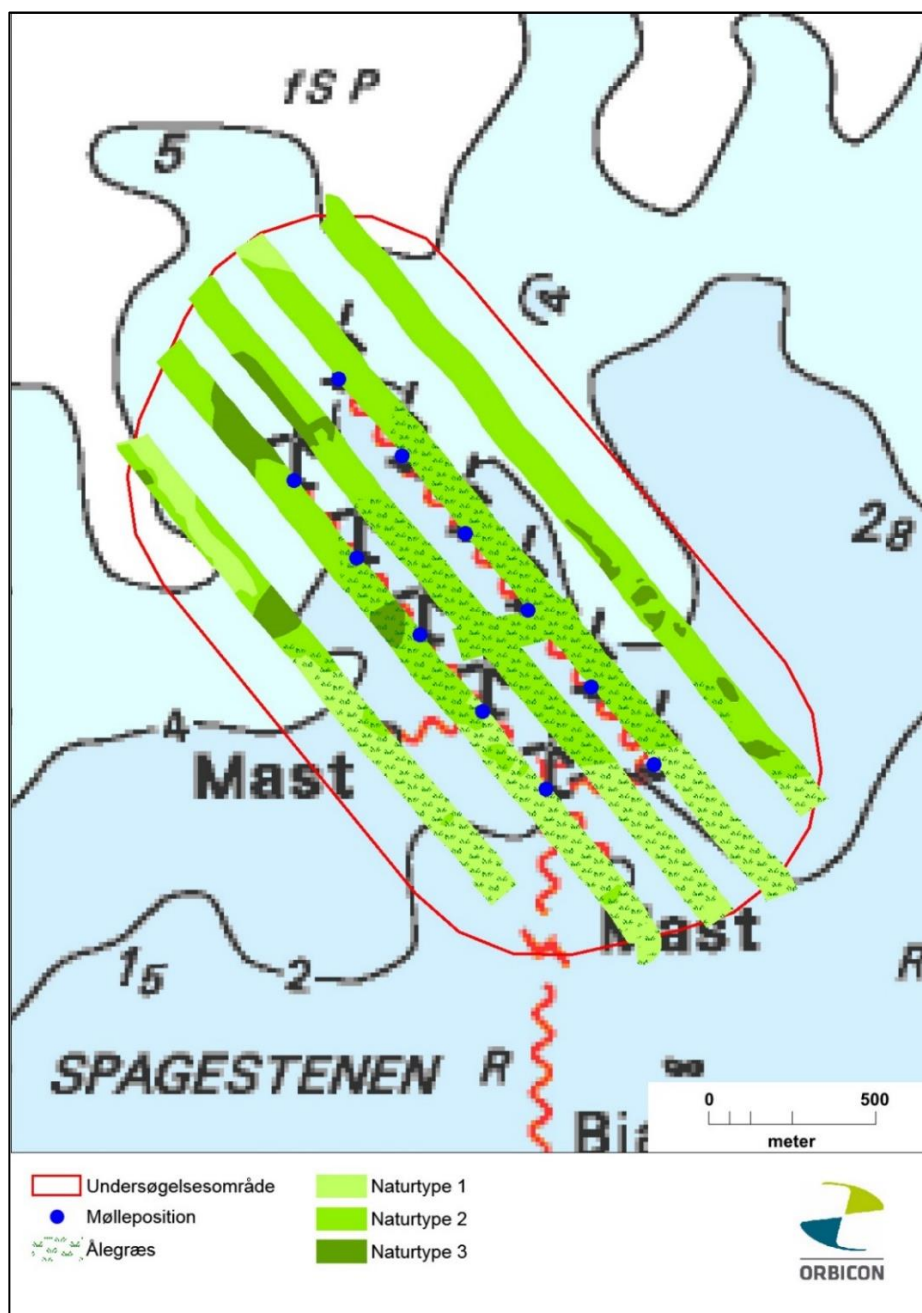 fS P
5
4
2₈
4
Mast
Mast
1₅
2
R
SPAGESTENEN
R
0
500
meter
Undersøgelsesområde
Mølleposition
Ålegræs
Naturtype 1
Naturtype 2
Naturtype 3
ORBICON